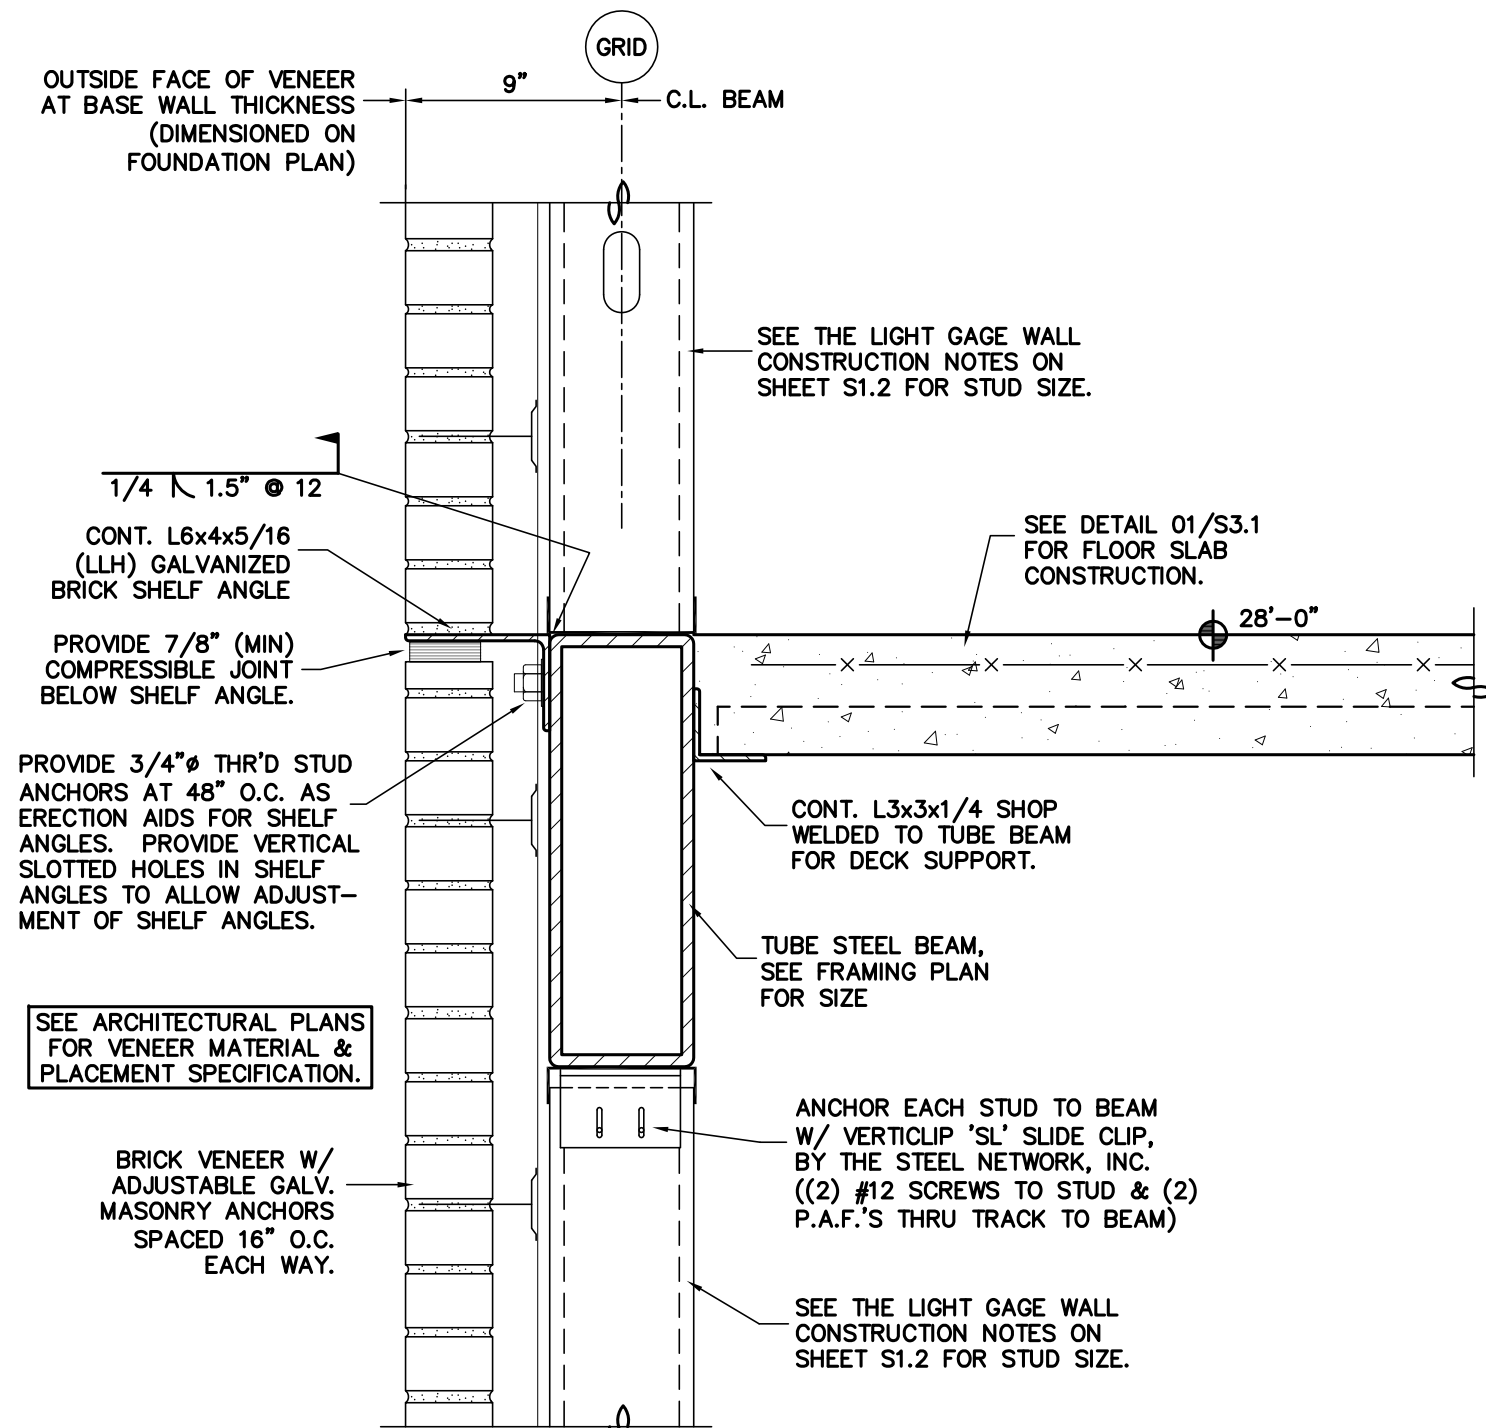 GRID
OUTSIDE FACE OF VENEER
AT BASE WALL THICKNESS
(DIMENSIONED ON
FOUNDATION PLAN)
9"
C.L. BEAM
SEE THE LIGHT GAGE WALL
CONSTRUCTION NOTES ON
SHEET S1.2 FOR STUD SIZE.
1/4 1.5" @ 12
CONT. L6x4x5/16
(LLH) GALVANIZED
BRICK SHELF ANGLE
SEE DETAIL 01/S3.1
FOR FLOOR SLAB
CONSTRUCTION.
28'-0"
PROVIDE 7/8" (MIN)
COMPRESSIBLE JOINT
BELOW SHELF ANGLE.
PROVIDE 3/4"ø THR'D STUD
ANCHORS AT 48" O.C. AS
ERECTION AIDS FOR SHELF
ANGLES. PROVIDE VERTICAL
SLOTTED HOLES IN SHELF
ANGLES TO ALLOW ADJUST-
MENT OF SHELF ANGLES.
CONT. L3x3x1/4 SHOP
WELDED TO TUBE BEAM
FOR DECK SUPPORT.
TUBE STEEL BEAM,
SEE FRAMING PLAN
FOR SIZE
SEE ARCHITECTURAL PLANS
FOR VENEER MATERIAL &
PLACEMENT SPECIFICATION.
ANCHOR EACH STUD TO BEAM
W/ VERTICLIP 'SL' SLIDE CLIP,
BY THE STEEL NETWORK, INC.
((2) #12 SCREWS TO STUD & (2)
P.A.F.'S THRU TRACK TO BEAM)
BRICK VENEER W/
ADJUSTABLE GALV.
MASONRY ANCHORS
SPACED 16" O.C.
EACH WAY.
SEE THE LIGHT GAGE WALL
CONSTRUCTION NOTES ON
SHEET S1.2 FOR STUD SIZE.